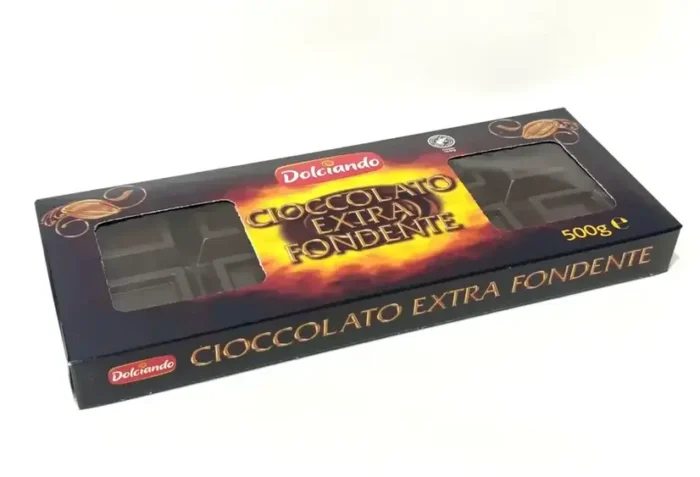 Dolciando
CIOCCOLATO
EXTRA
FONDENTE
500g ℮
Dolciando
CIOCCOLATO EXTRA FONDENTE